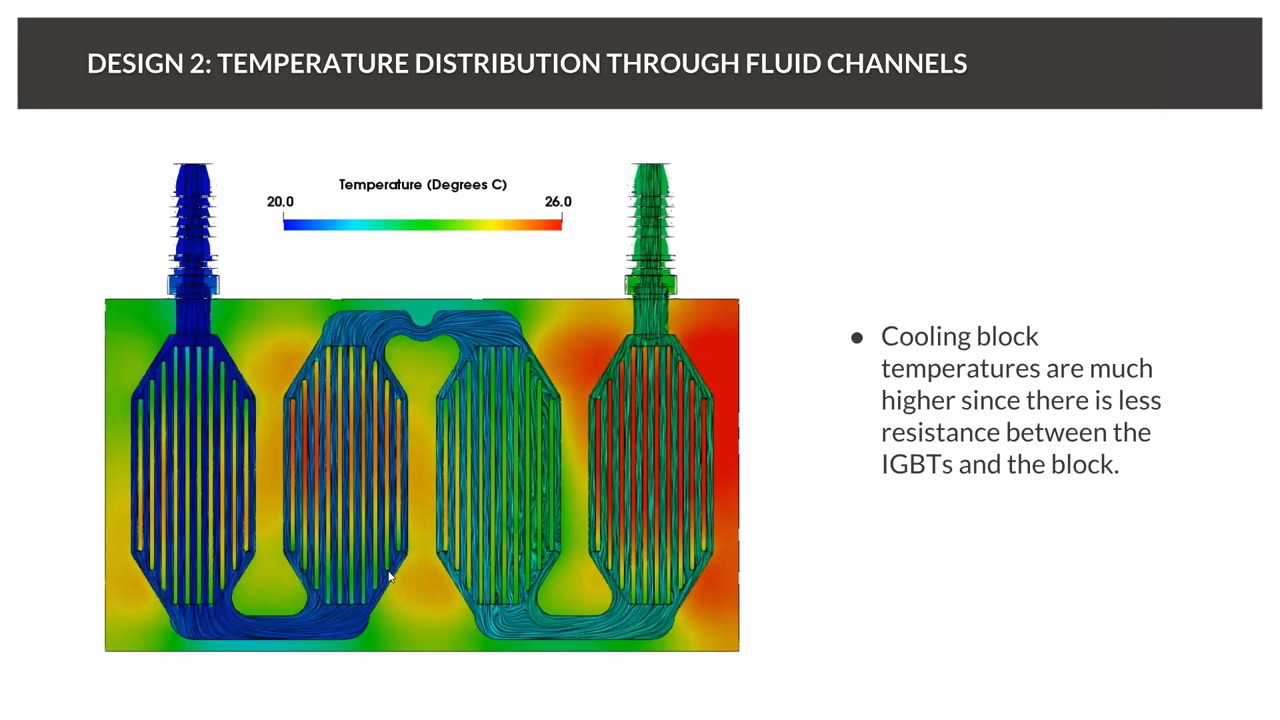 DESIGN 2: TEMPERATURE DISTRIBUTION THROUGH FLUID CHANNELS
Temperature (Degrees C)
20.0 26.0
● Cooling block
temperatures are much
higher since there is less
resistance between the
IGBTs and the block.